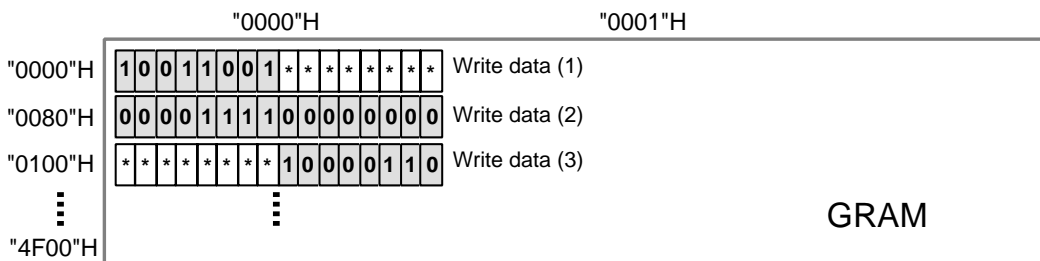 "0000"H "0001"H
"0000"H 1 0 0 1 1 0 0 1 * * * * * * * * Write data (1)
"0080"H 0 0 0 0 1 1 1 1 0 0 0 0 0 0 0 0 Write data (2)
"0100"H * * * * * * * * 1 0 0 0 0 1 1 0 Write data (3)
GRAM
"4F00"H